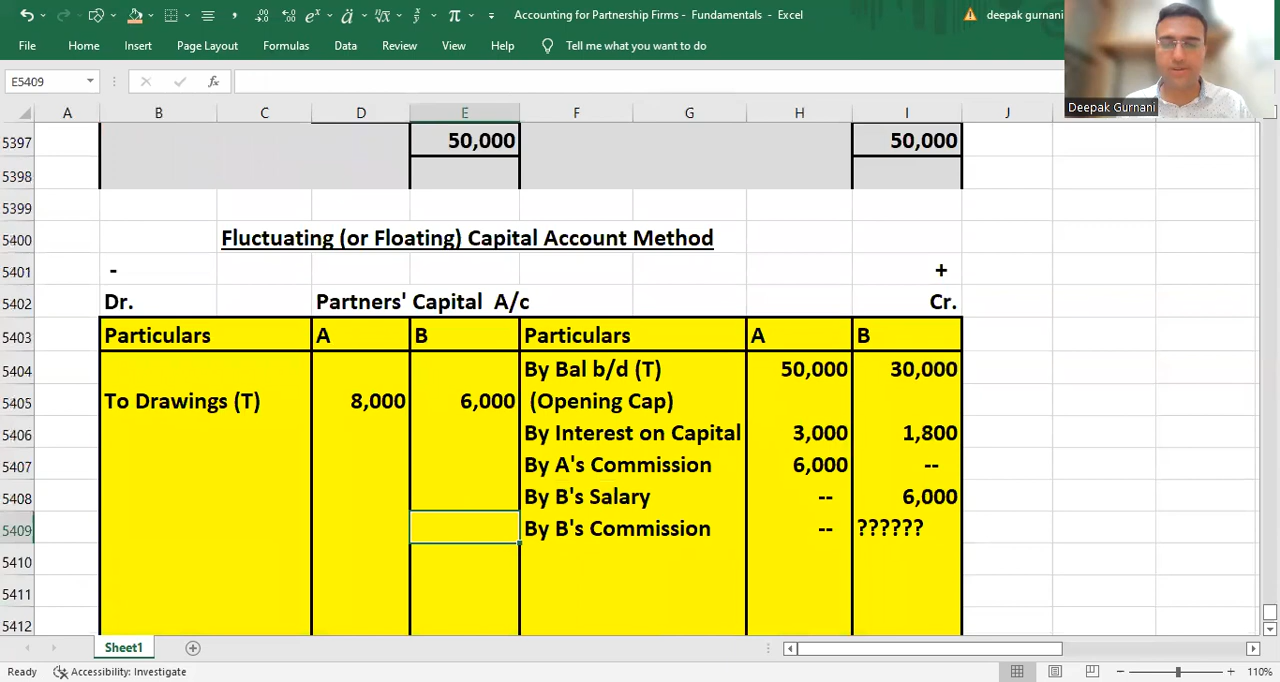 Accounting for Partnership Firms - Fundamentals - Excel
deepak gurnani
File Home Insert Page Layout Formulas Data Review View Help Tell me what you want to do
Deepak Gurnani
E5409 fx
A B C D E F G H I J
5397 50,000 50,000
5398
5399
5400 Fluctuating (or Floating) Capital Account Method
5401 - +
5402 Dr. Partners' Capital A/c Cr.
5403 Particulars A B Particulars A B
5404 By Bal b/d (T) 50,000 30,000
5405 To Drawings (T) 8,000 6,000 (Opening Cap)
5406 By Interest on Capital 3,000 1,800
5407 By A's Commission 6,000 --
5408 By B's Salary -- 6,000
5409 By B's Commission -- ??????
5410
5411
5412
Sheet1
Ready Accessibility: Investigate 110%